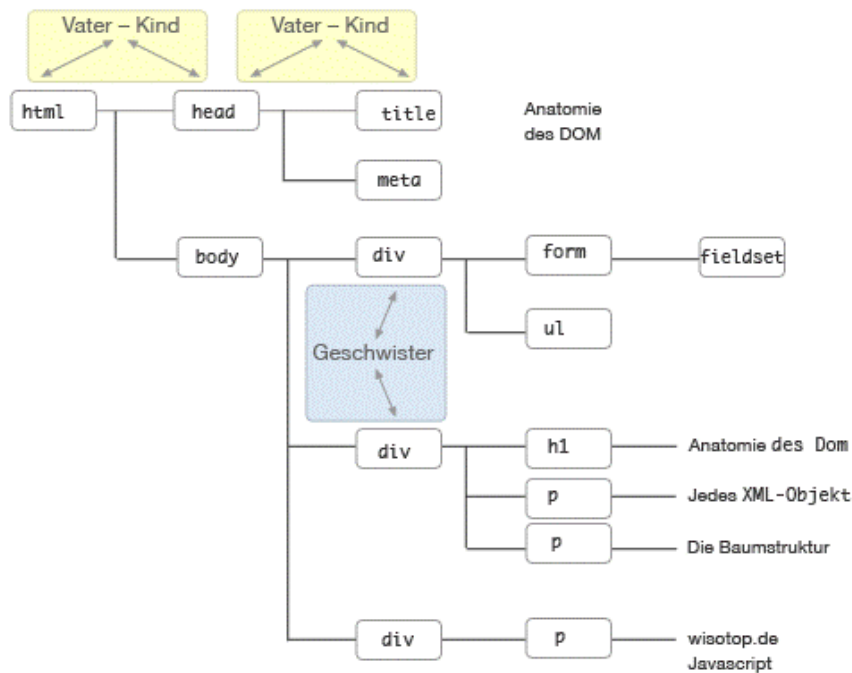 Vater – Kind
Vater – Kind
html
head
title
Anatomie
des DOM
meta
body
div
form
fieldset
ul
Geschwister
div
h1
Anatomie des Dom
p
Jedes XML-Objekt
p
Die Baumstruktur
div
p
wisotop.de
Javascript